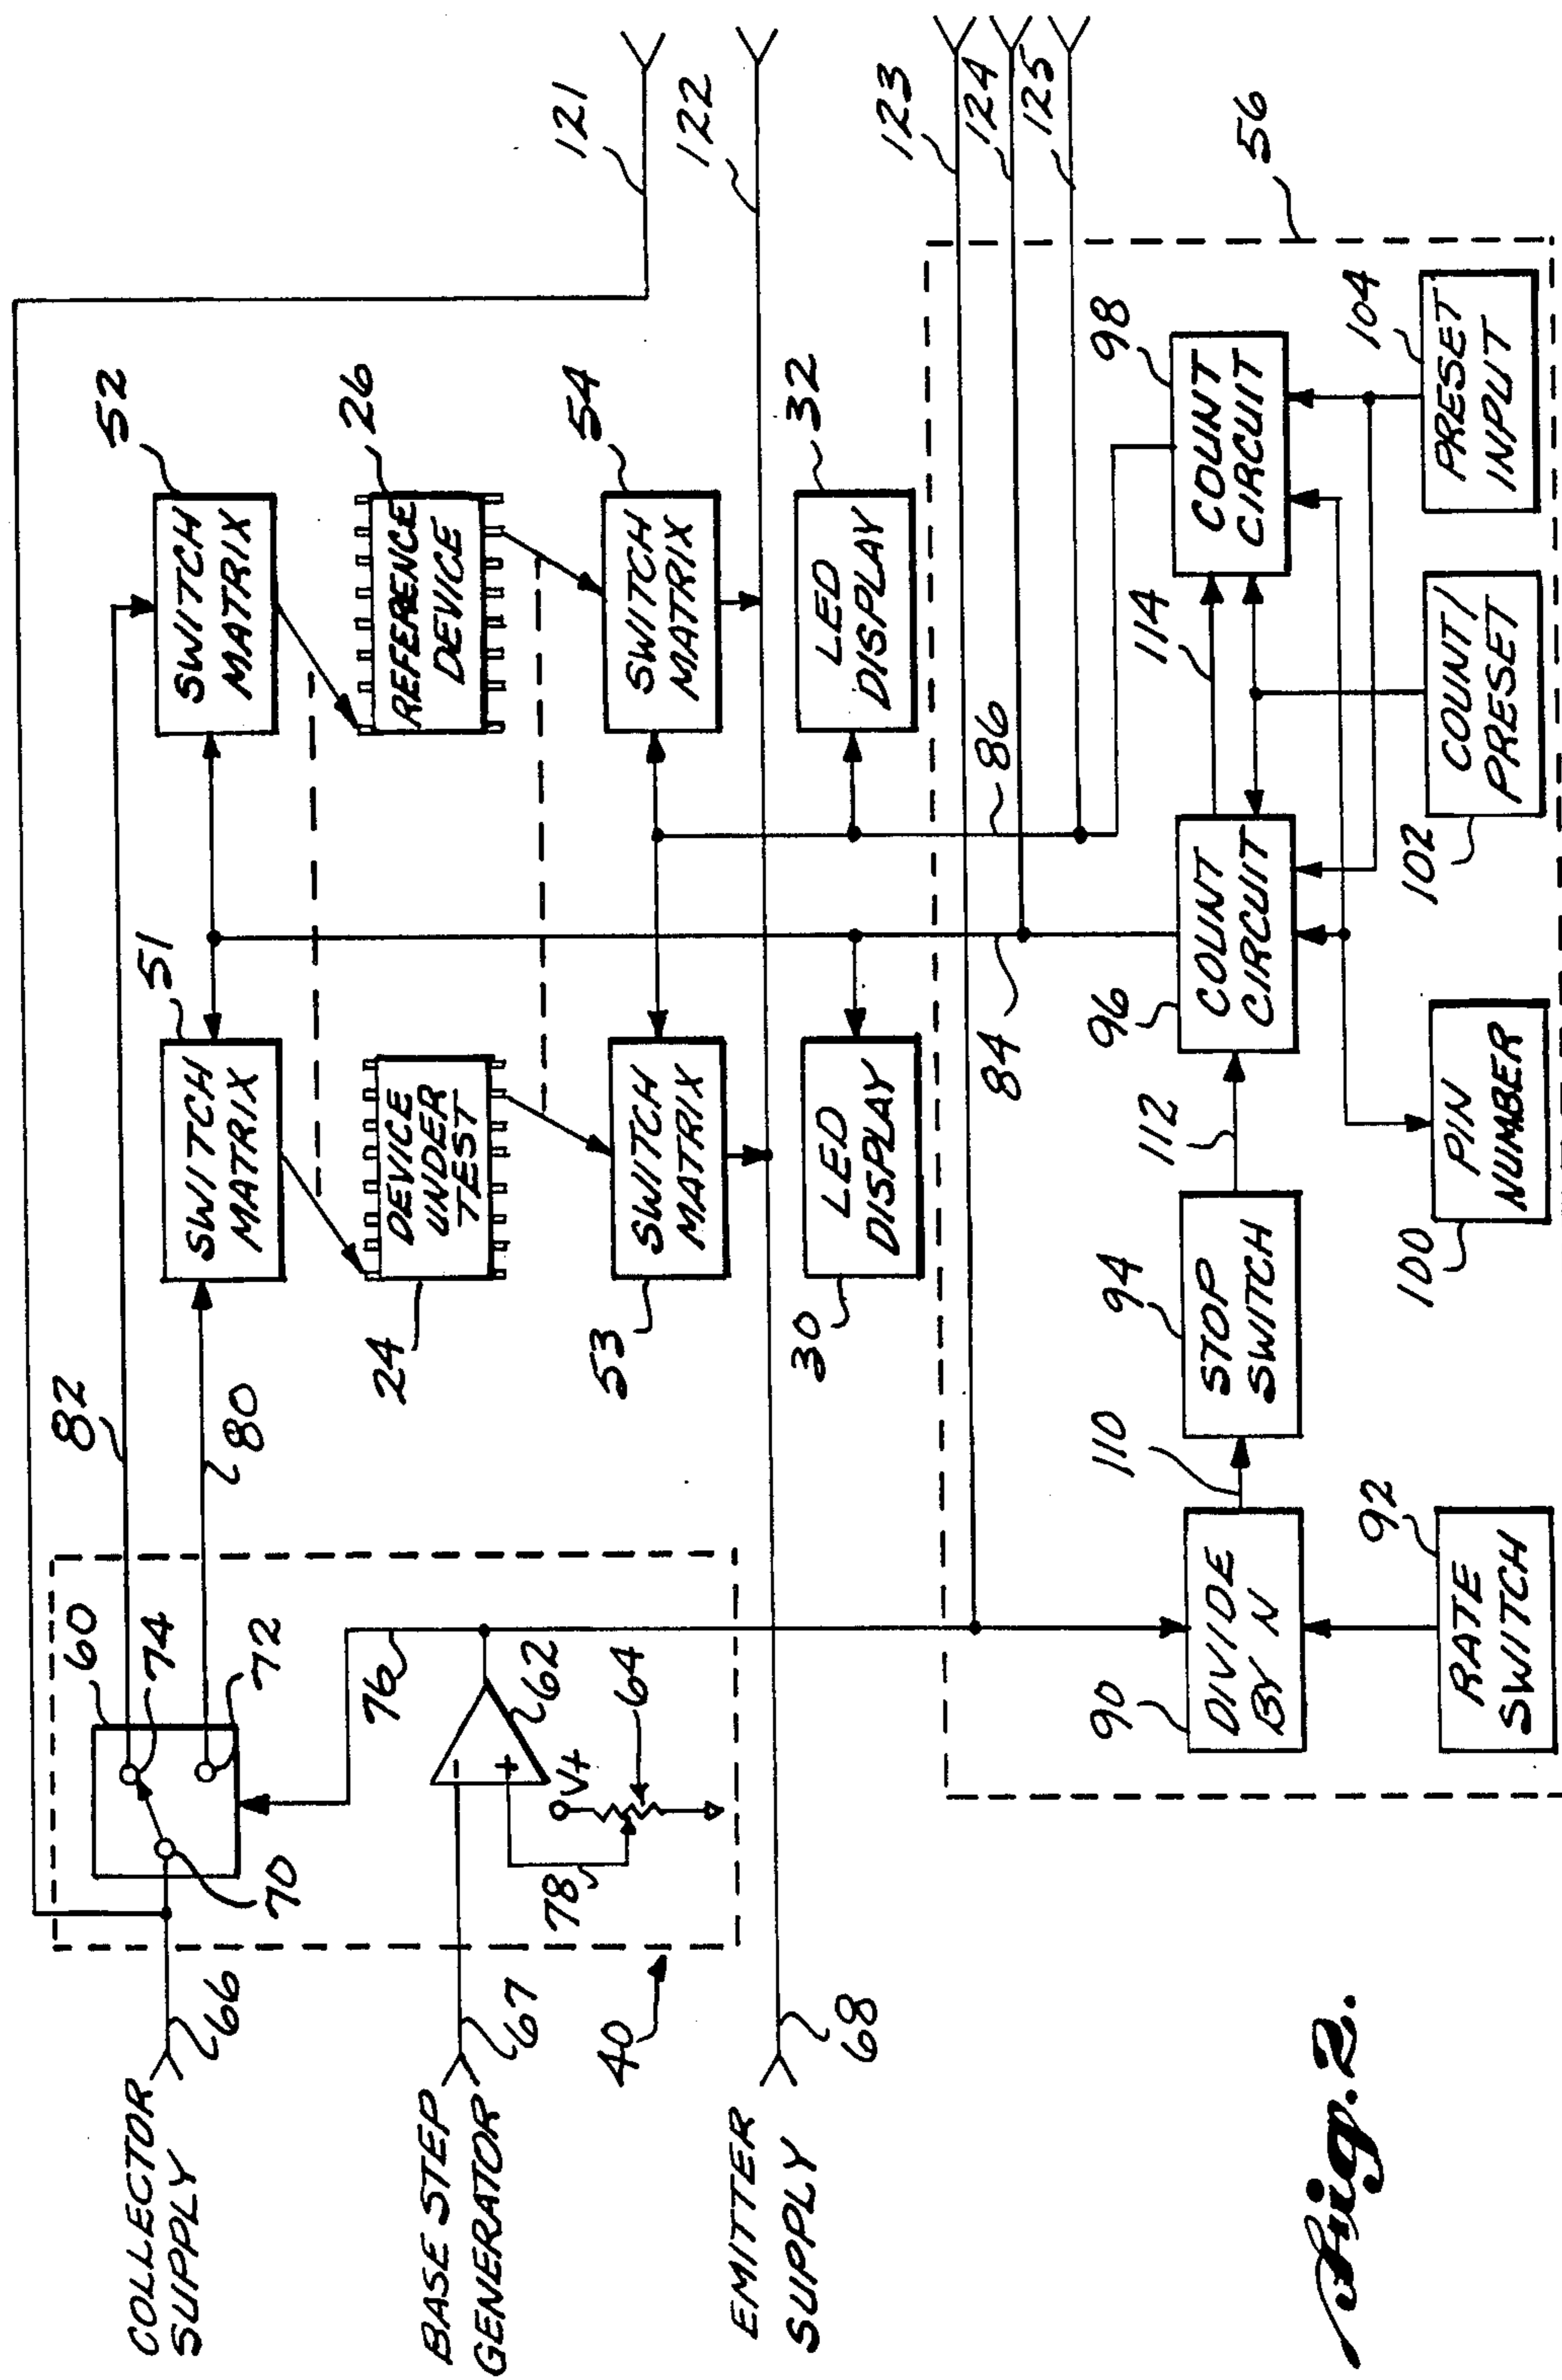 COLLECTOR
SUPPLY
66
BASE STEP
GENERATOR
67
40
EMITTER
SUPPLY
68
60
70
74
72
76
62
64
V+
78
−
+
82
80
51
SWITCH
MATRIX
52
SWITCH
MATRIX
24
DEVICE
UNDER
TEST
26
REFERENCE
DEVICE
53
SWITCH
MATRIX
54
SWITCH
MATRIX
30
LED
DISPLAY
32
LED
DISPLAY
121
122
123
124
125
56
84
86
90
DIVIDE
BY N
92
RATE
SWITCH
110
94
STOP
SWITCH
112
96
COUNT
CIRCUIT
114
98
COUNT
CIRCUIT
100
PIN
NUMBER
102
COUNT/
PRESET
104
PRESET
INPUT
Fig. 2.